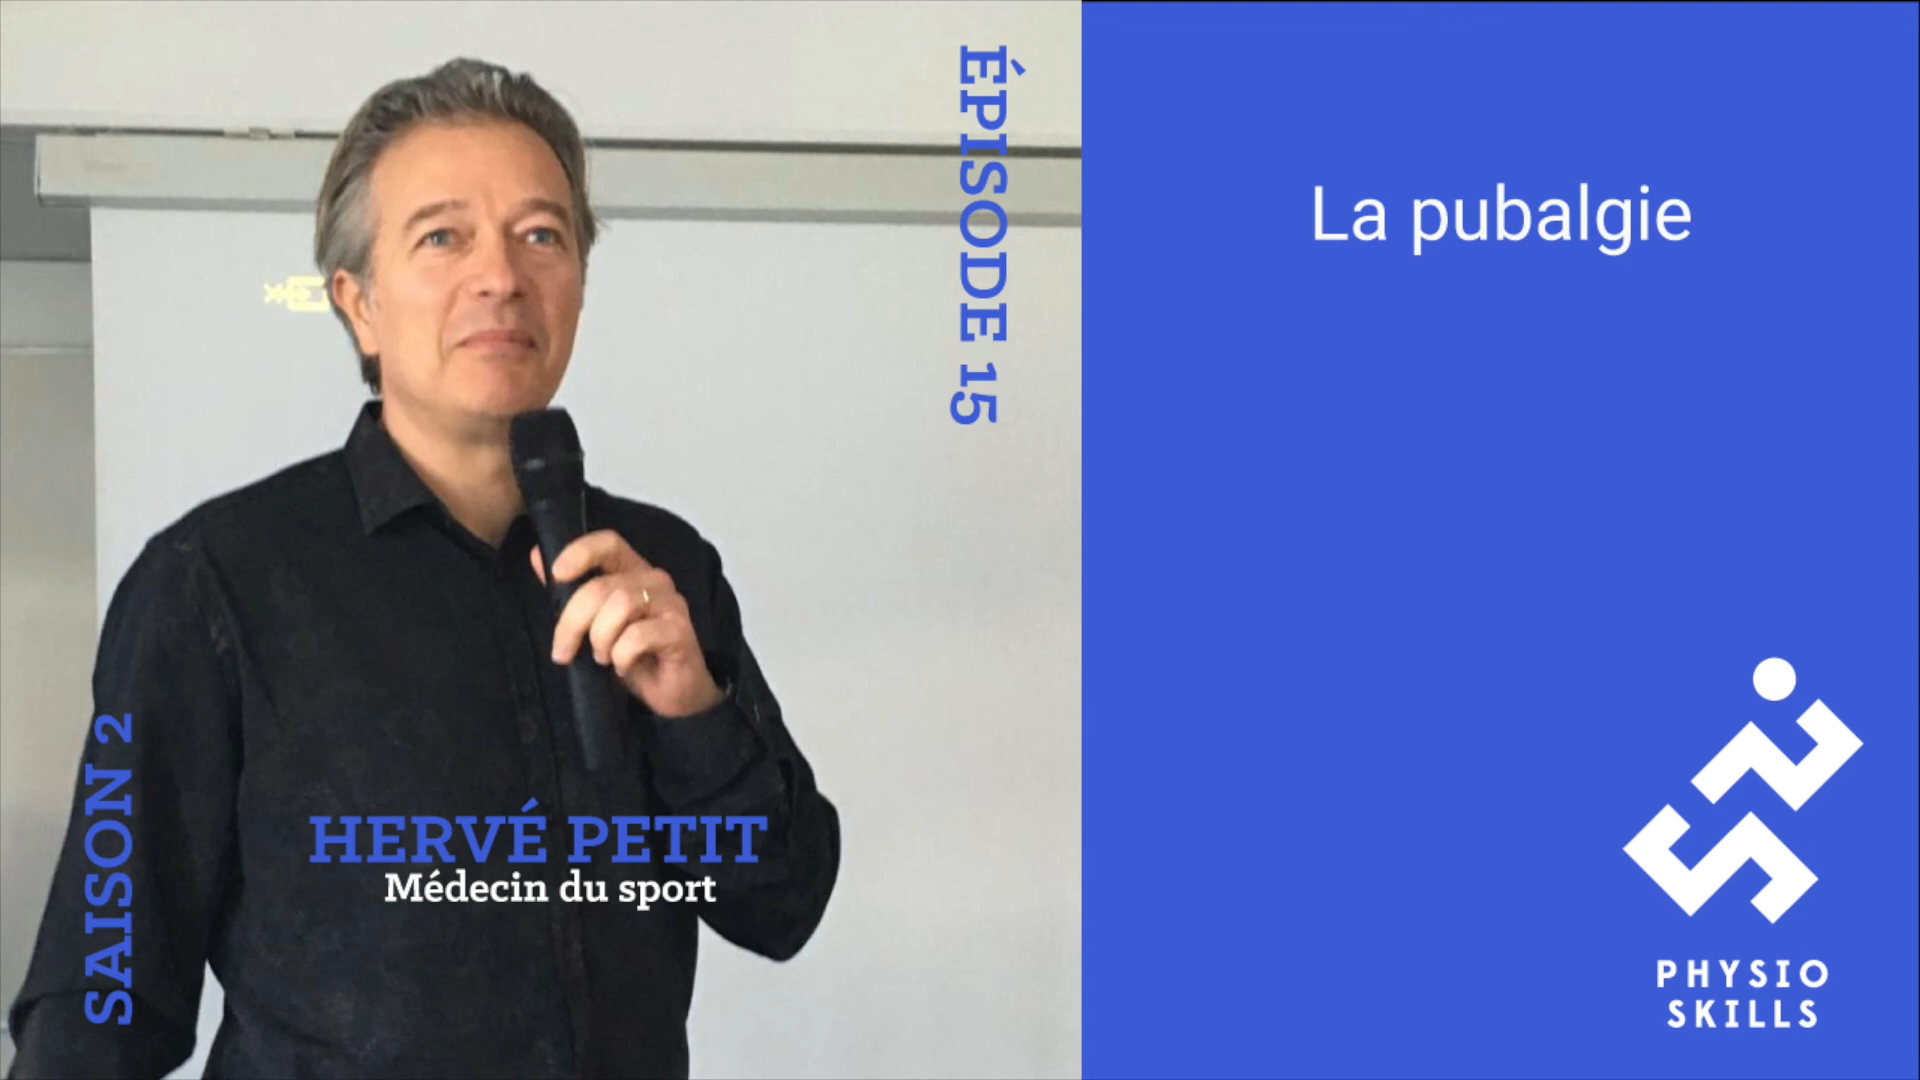 ÉPISODE 15
La pubalgie
SAISON 2
HERVÉ PETIT
Médecin du sport
PHYSIO
SKILLS